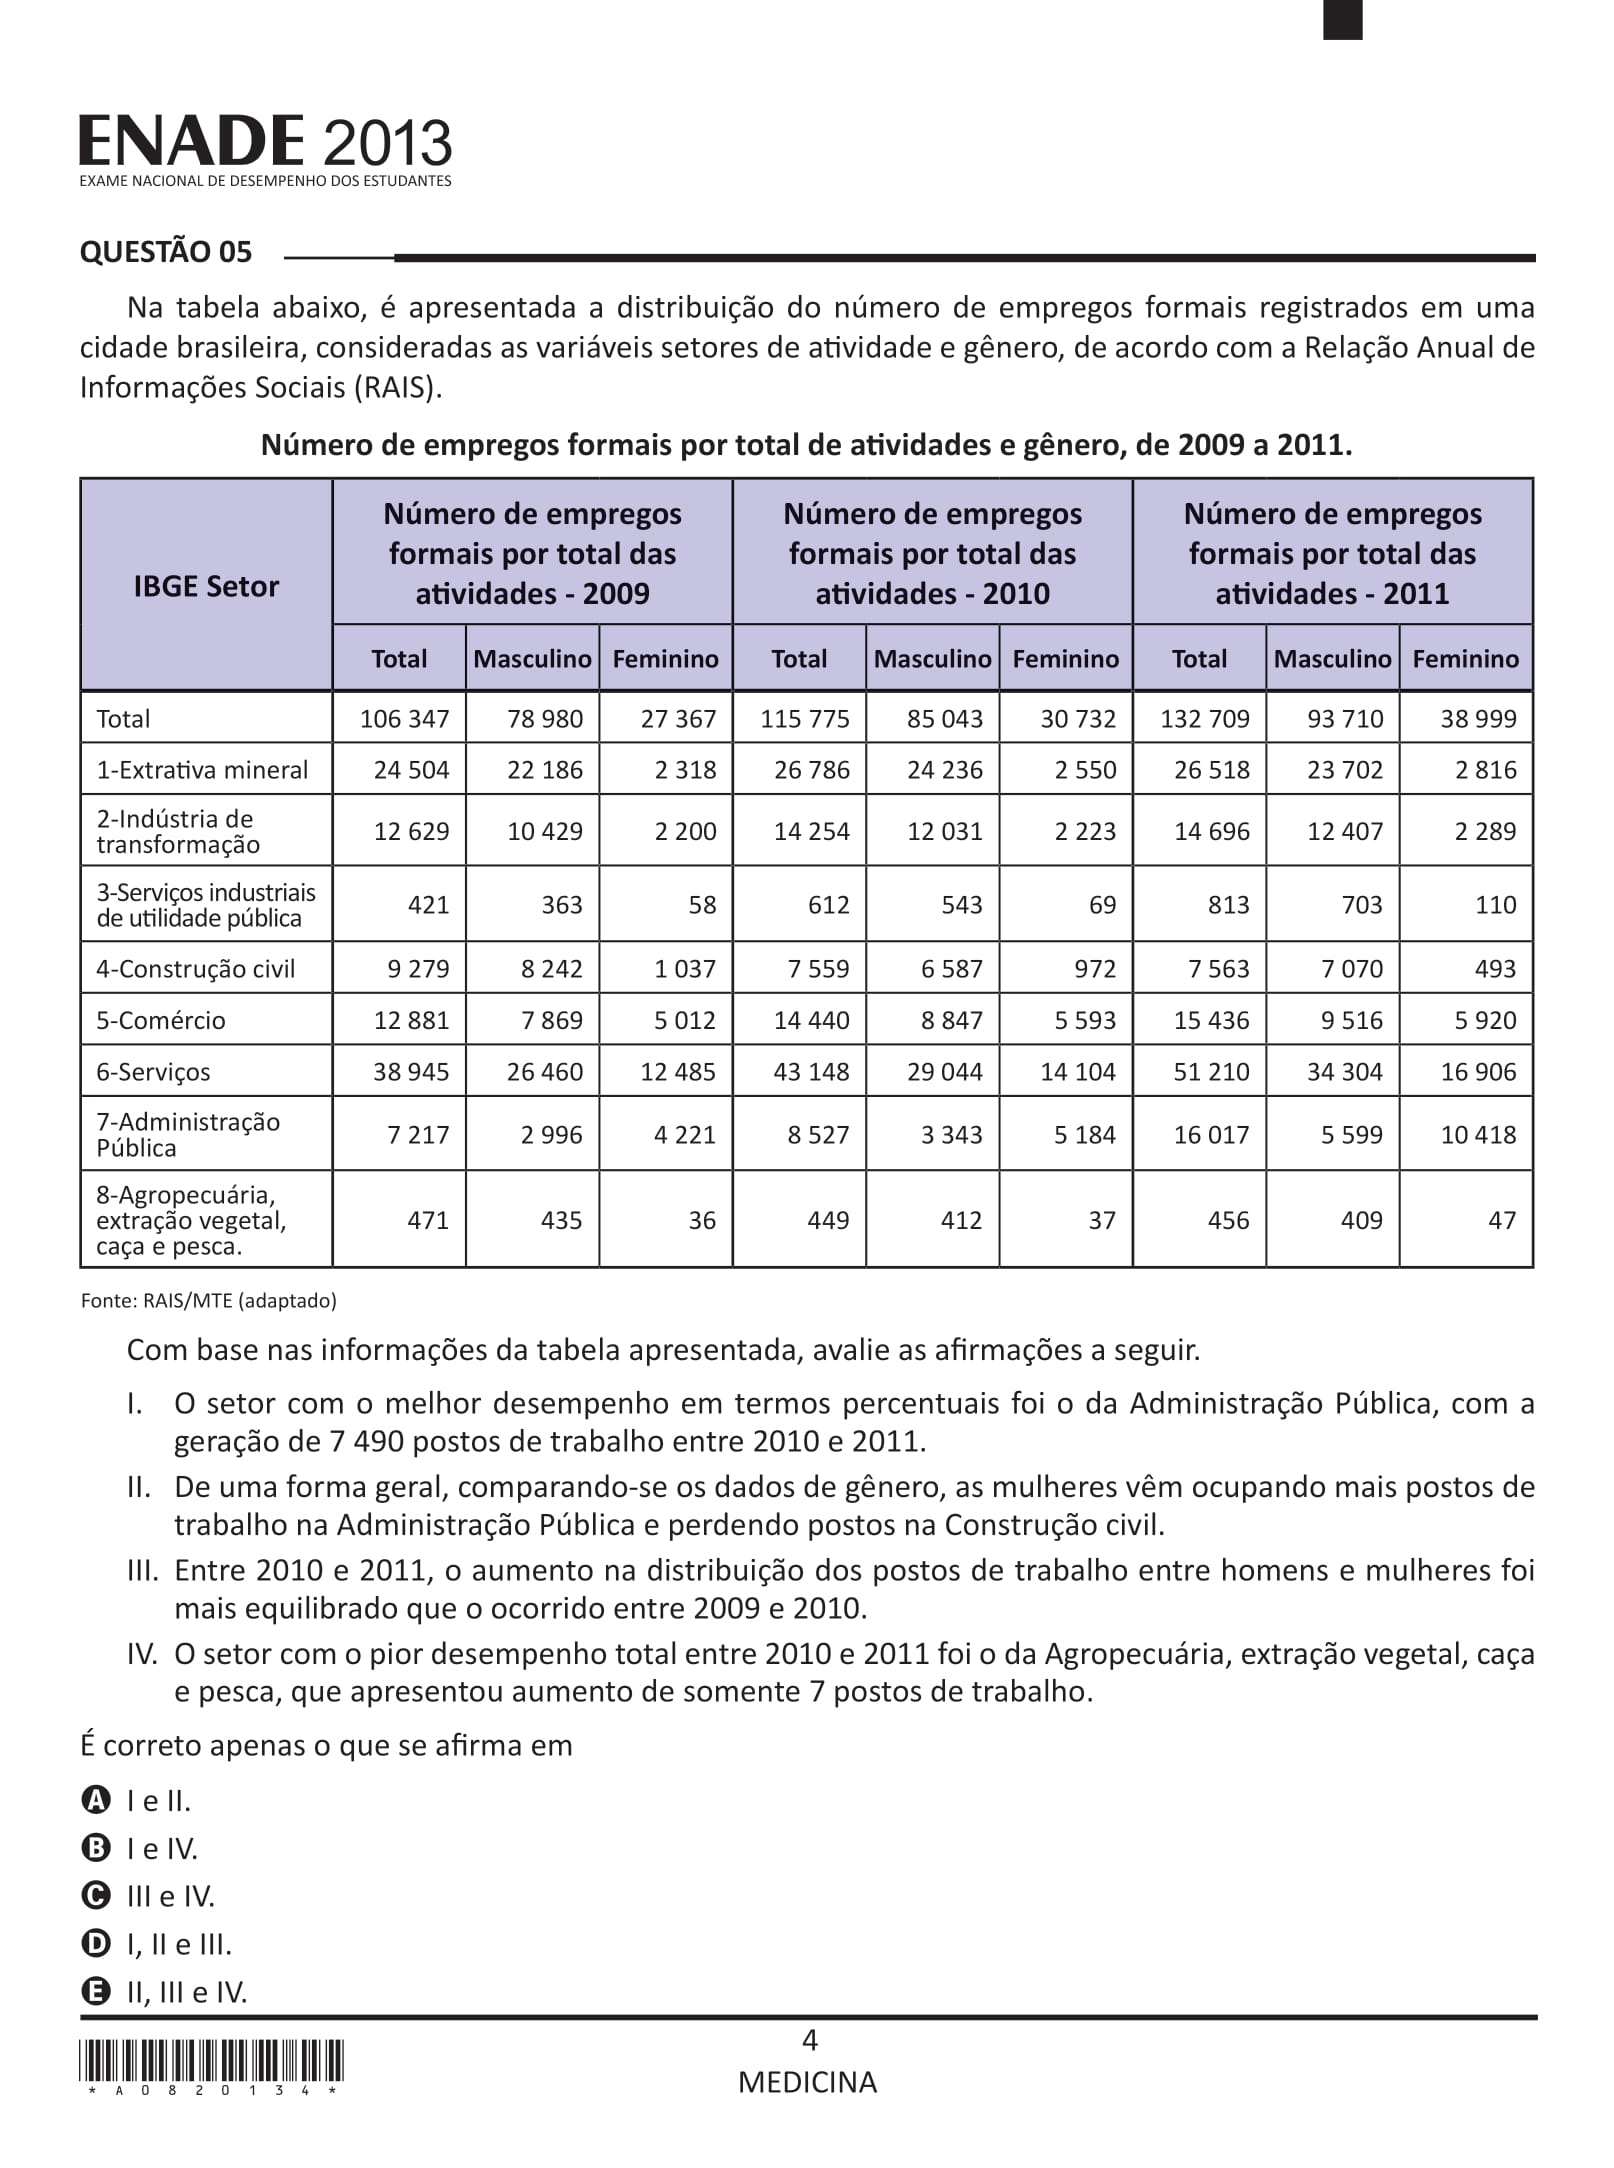 ENADE 2013
EXAME NACIONAL DE DESEMPENHO DOS ESTUDANTES
QUESTÃO 05
Na tabela abaixo, é apresentada a distribuição do número de empregos formais registrados em uma
cidade brasileira, consideradas as variáveis setores de atividade e gênero, de acordo com a Relação Anual de
Informações Sociais (RAIS).
Número de empregos formais por total de atividades e gênero, de 2009 a 2011.
IBGE Setor
Número de empregos
formais por total das
atividades - 2009
Número de empregos
formais por total das
atividades - 2010
Número de empregos
formais por total das
atividades - 2011
Total Masculino Feminino Total Masculino Feminino Total Masculino Feminino
Total 106 347 78 980 27 367 115 775 85 043 30 732 132 709 93 710 38 999
1-Extrativa mineral 24 504 22 186 2 318 26 786 24 236 2 550 26 518 23 702 2 816
2-Indústria de
transformação 12 629 10 429 2 200 14 254 12 031 2 223 14 696 12 407 2 289
3-Serviços industriais
de utilidade pública 421 363 58 612 543 69 813 703 110
4-Construção civil 9 279 8 242 1 037 7 559 6 587 972 7 563 7 070 493
5-Comércio 12 881 7 869 5 012 14 440 8 847 5 593 15 436 9 516 5 920
6-Serviços 38 945 26 460 12 485 43 148 29 044 14 104 51 210 34 304 16 906
7-Administração
Pública 7 217 2 996 4 221 8 527 3 343 5 184 16 017 5 599 10 418
8-Agropecuária,
extração vegetal,
caça e pesca. 471 435 36 449 412 37 456 409 47
Fonte: RAIS/MTE (adaptado)
Com base nas informações da tabela apresentada, avalie as afirmações a seguir.
I. O setor com o melhor desempenho em termos percentuais foi o da Administração Pública, com a
geração de 7 490 postos de trabalho entre 2010 e 2011.
II. De uma forma geral, comparando-se os dados de gênero, as mulheres vêm ocupando mais postos de
trabalho na Administração Pública e perdendo postos na Construção civil.
III. Entre 2010 e 2011, o aumento na distribuição dos postos de trabalho entre homens e mulheres foi
mais equilibrado que o ocorrido entre 2009 e 2010.
IV. O setor com o pior desempenho total entre 2010 e 2011 foi o da Agropecuária, extração vegetal, caça
e pesca, que apresentou aumento de somente 7 postos de trabalho.
É correto apenas o que se afirma em
A I e II.
B I e IV.
C III e IV.
D I, II e III.
E II, III e IV.
4
MEDICINA
* A 0 8 2 0 1 3 4 *